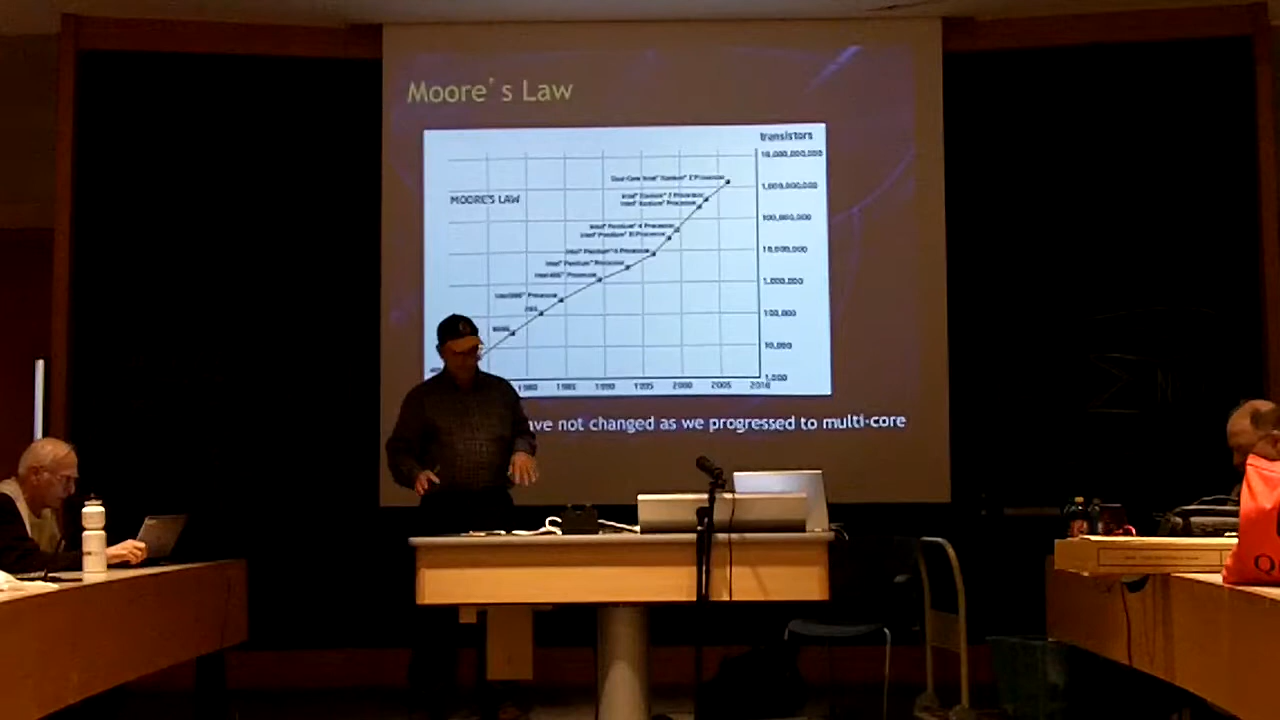 Moore's Law
transistors
10,000,000,000
Dual-Core Intel® Itanium® 2 Processor
1,000,000,000
MOORE'S LAW
Intel® Itanium® 2 Processor
Intel® Itanium® Processor
100,000,000
Intel® Pentium® 4 Processor
Intel® Pentium® III Processor
10,000,000
Intel® Pentium® II Processor
Intel® Pentium® Processor
Intel486™ Processor
1,000,000
Intel386™ Processor
286
100,000
8086
10,000
1,000
1980 1985 1990 1995 2000 2005 2010
have not changed as we progressed to multi-core